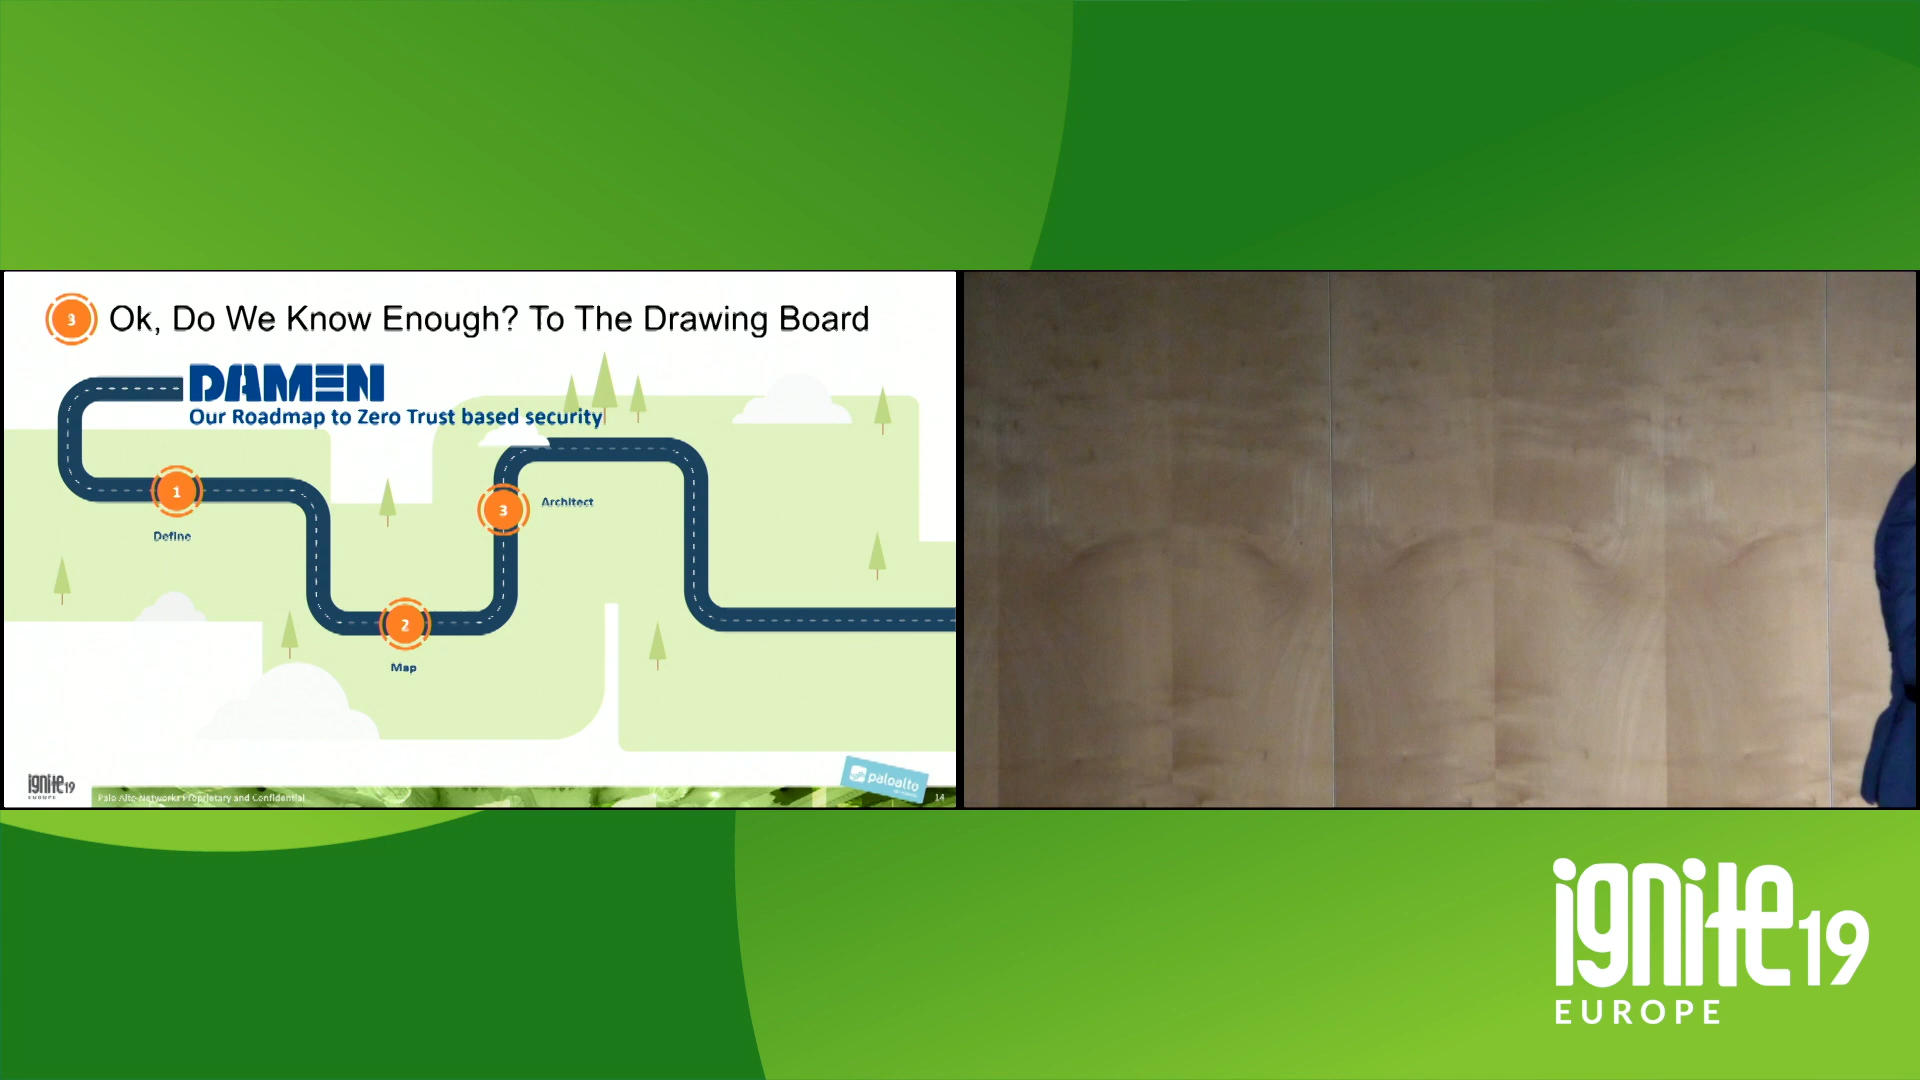 3 Ok, Do We Know Enough? To The Drawing Board
DAMEN
Our Roadmap to Zero Trust based security
1
Define
3
Architect
2
Map
ignite19
EUROPE
Palo Alto Networks Proprietary and Confidential
paloalto
14
ignite19
EUROPE